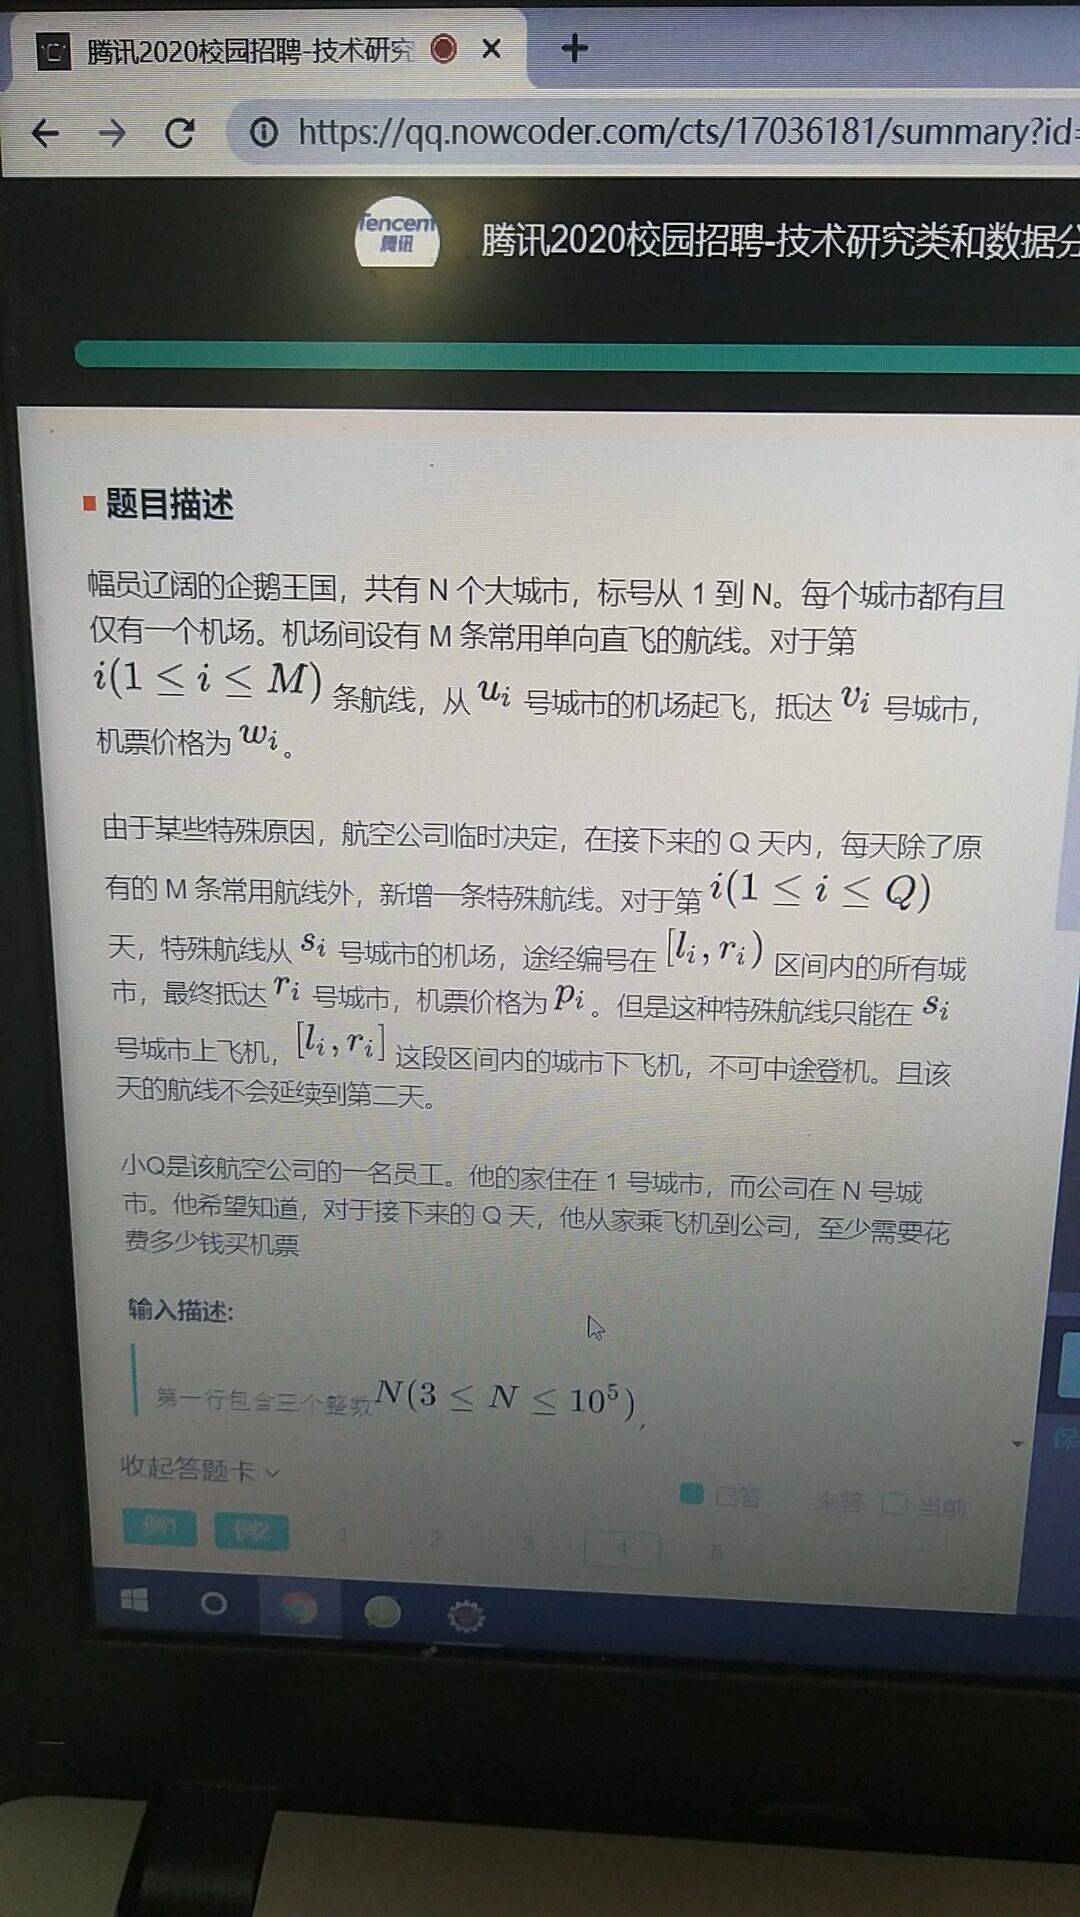 腾讯2020校园招聘-技术研究
https://qq.nowcoder.com/cts/17036181/summary?id=
Tencent
腾讯
腾讯2020校园招聘-技术研究类和数据分
题目描述
幅员辽阔的企鹅王国，共有 N 个大城市，标号从 1 到 N。每个城市都有且
仅有一个机场。机场间设有 M 条常用单向直飞的航线。对于第
i(1 ≤ i ≤ M) 条航线，从 u_i 号城市的机场起飞，抵达 v_i 号城市，
机票价格为 w_i。
由于某些特殊原因，航空公司临时决定，在接下来的 Q 天内，每天除了原
有的 M 条常用航线外，新增一条特殊航线。对于第 i(1 ≤ i ≤ Q)
天，特殊航线从 s_i 号城市的机场，途经编号在 [l_i, r_i) 区间内的所有城
市，最终抵达 r_i 号城市，机票价格为 p_i。但是这种特殊航线只能在 s_i
号城市上飞机，[l_i, r_i] 这段区间内的城市下飞机，不可中途登机。且该
天的航线不会延续到第二天。
小Q是该航空公司的一名员工。他的家住在 1 号城市，而公司在 N 号城
市。他希望知道，对于接下来的 Q 天，他从家乘飞机到公司，至少需要花
费多少钱买机票
输入描述:
第一行包含三个整数 N(3 ≤ N ≤ 10^5),
保
收起答题卡
已答 未答 当前
例1 例2 1 2 3 4 5